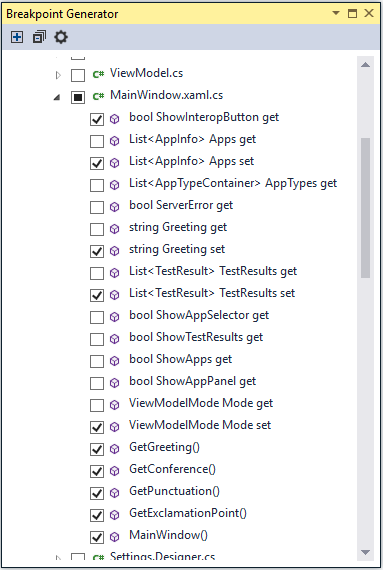 Breakpoint Generator
C# ViewModel.cs
C# MainWindow.xaml.cs
bool ShowInteropButton get
List<AppInfo> Apps get
List<AppInfo> Apps set
List<AppTypeContainer> AppTypes get
bool ServerError get
string Greeting get
string Greeting set
List<TestResult> TestResults get
List<TestResult> TestResults set
bool ShowAppSelector get
bool ShowTestResults get
bool ShowApps get
bool ShowAppPanel get
ViewModelMode Mode get
ViewModelMode Mode set
GetGreeting()
GetConference()
GetPunctuation()
GetExclamationPoint()
MainWindow()
C# Settings.Designer.cs